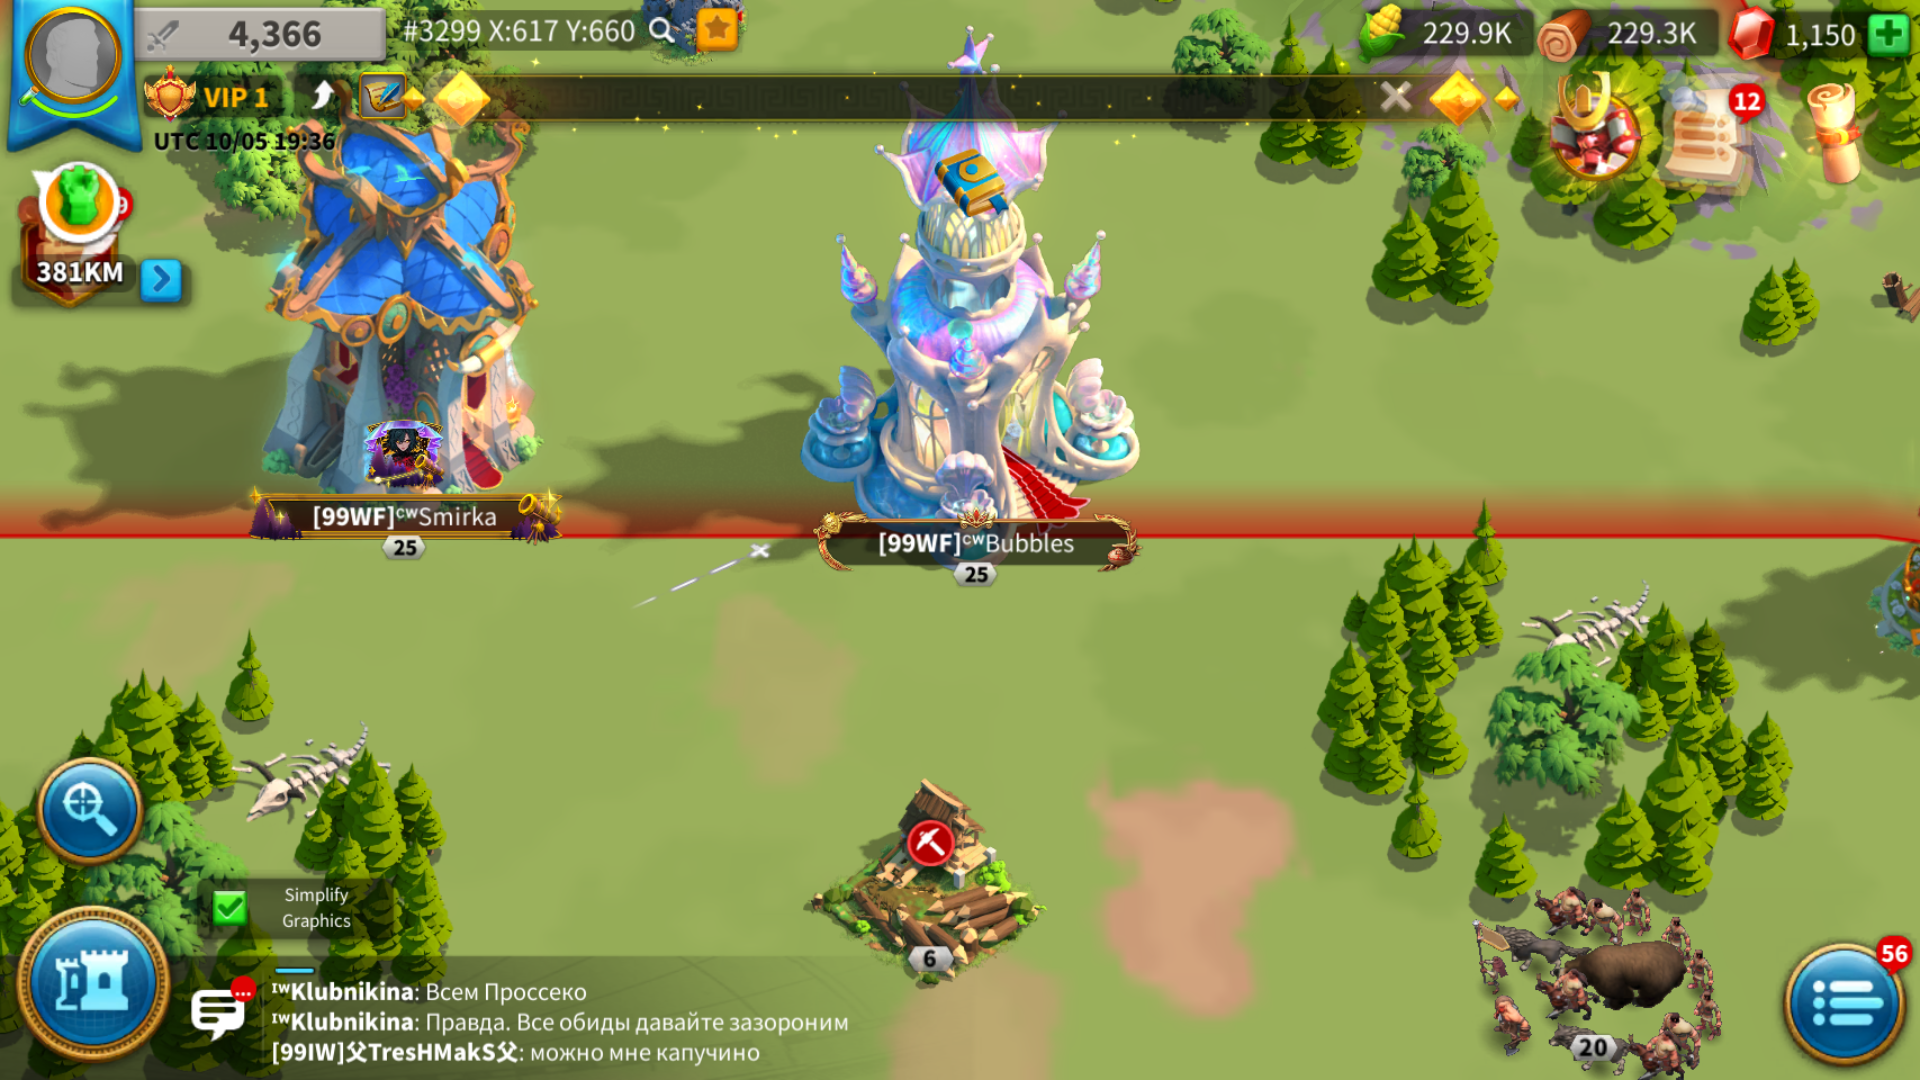 4,366
#3299 X:617 Y:660
229.9K
229.3K
1,150
VIP 1
UTC 10/05 19:36
12
9
381KM
[99WF]ᶜᵂSmirka
25
[99WF]ᶜᵂBubbles
25
6
Simplify
Graphics
56
ᴵᵂKlubnikina: Всем Проссеко
ᴵᵂKlubnikina: Правда. Все обиды давайте зазороним
[99IW]父TresHMakS父: можно мне капучино
20